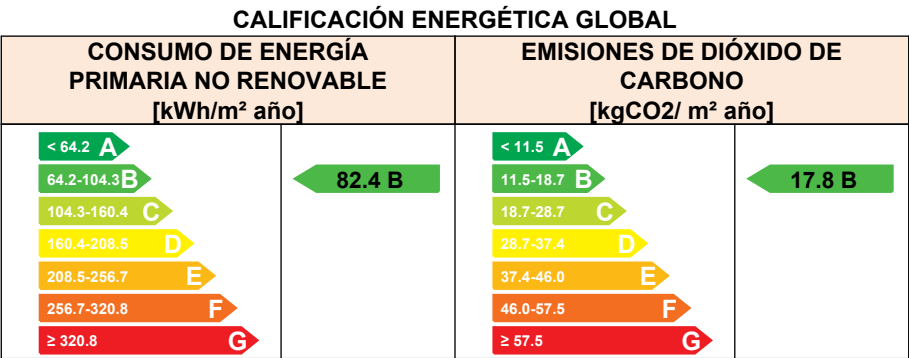 CALIFICACIÓN ENERGÉTICA GLOBAL
CONSUMO DE ENERGÍA
PRIMARIA NO RENOVABLE
[kWh/m² año]
EMISIONES DE DIÓXIDO DE
CARBONO
[kgCO2/ m² año]
< 64.2 A
64.2-104.3 B
104.3-160.4 C
160.4-208.5 D
208.5-256.7 E
256.7-320.8 F
≥ 320.8 G
82.4 B
< 11.5 A
11.5-18.7 B
18.7-28.7 C
28.7-37.4 D
37.4-46.0 E
46.0-57.5 F
≥ 57.5 G
17.8 B